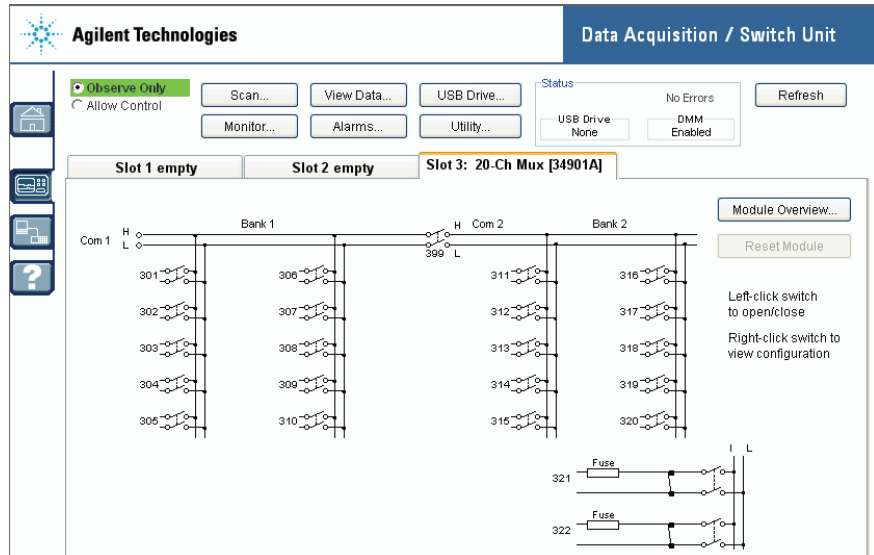 Agilent Technologies
Data Acquisition / Switch Unit
Observe Only
Allow Control
Scan...
View Data...
USB Drive...
Monitor...
Alarms...
Utility...
Status
No Errors
USB Drive
None
DMM
Enabled
Refresh
Slot 1 empty
Slot 2 empty
Slot 3: 20-Ch Mux [34901A]
Module Overview...
Reset Module
Left-click switch
to open/close
Right-click switch to
view configuration
Com 1
H
L
Bank 1
399
H Com 2
L
Bank 2
301
306
311
316
302
307
312
317
303
308
313
318
304
309
314
319
305
310
315
320
I L
321
Fuse
322
Fuse
?